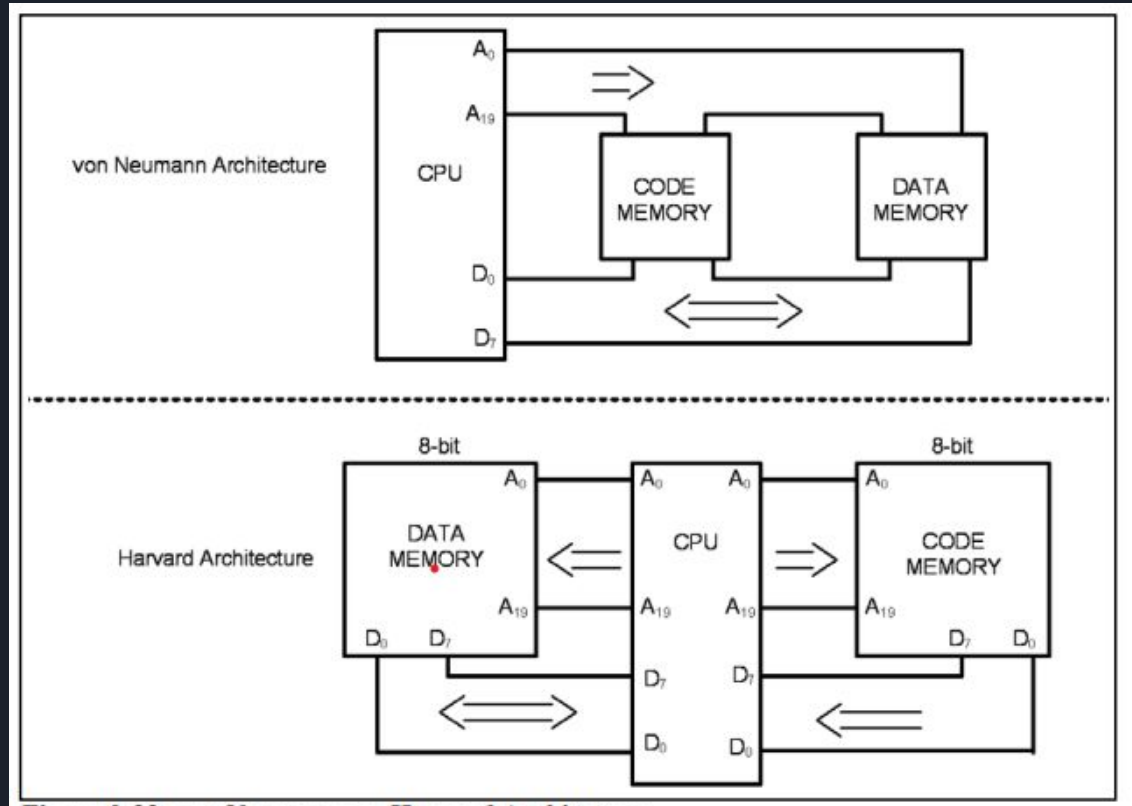 A₀
A₁₉
von Neumann Architecture
CPU
CODE
MEMORY
DATA
MEMORY
D₀
D₇
8-bit
8-bit
A₀
A₀
A₀
A₀
DATA
MEMORY
CPU
CODE
MEMORY
Harvard Architecture
A₁₉
A₁₉
A₁₉
A₁₉
D₀
D₇
D₇
D₀
D₇
D₇
D₀
D₀